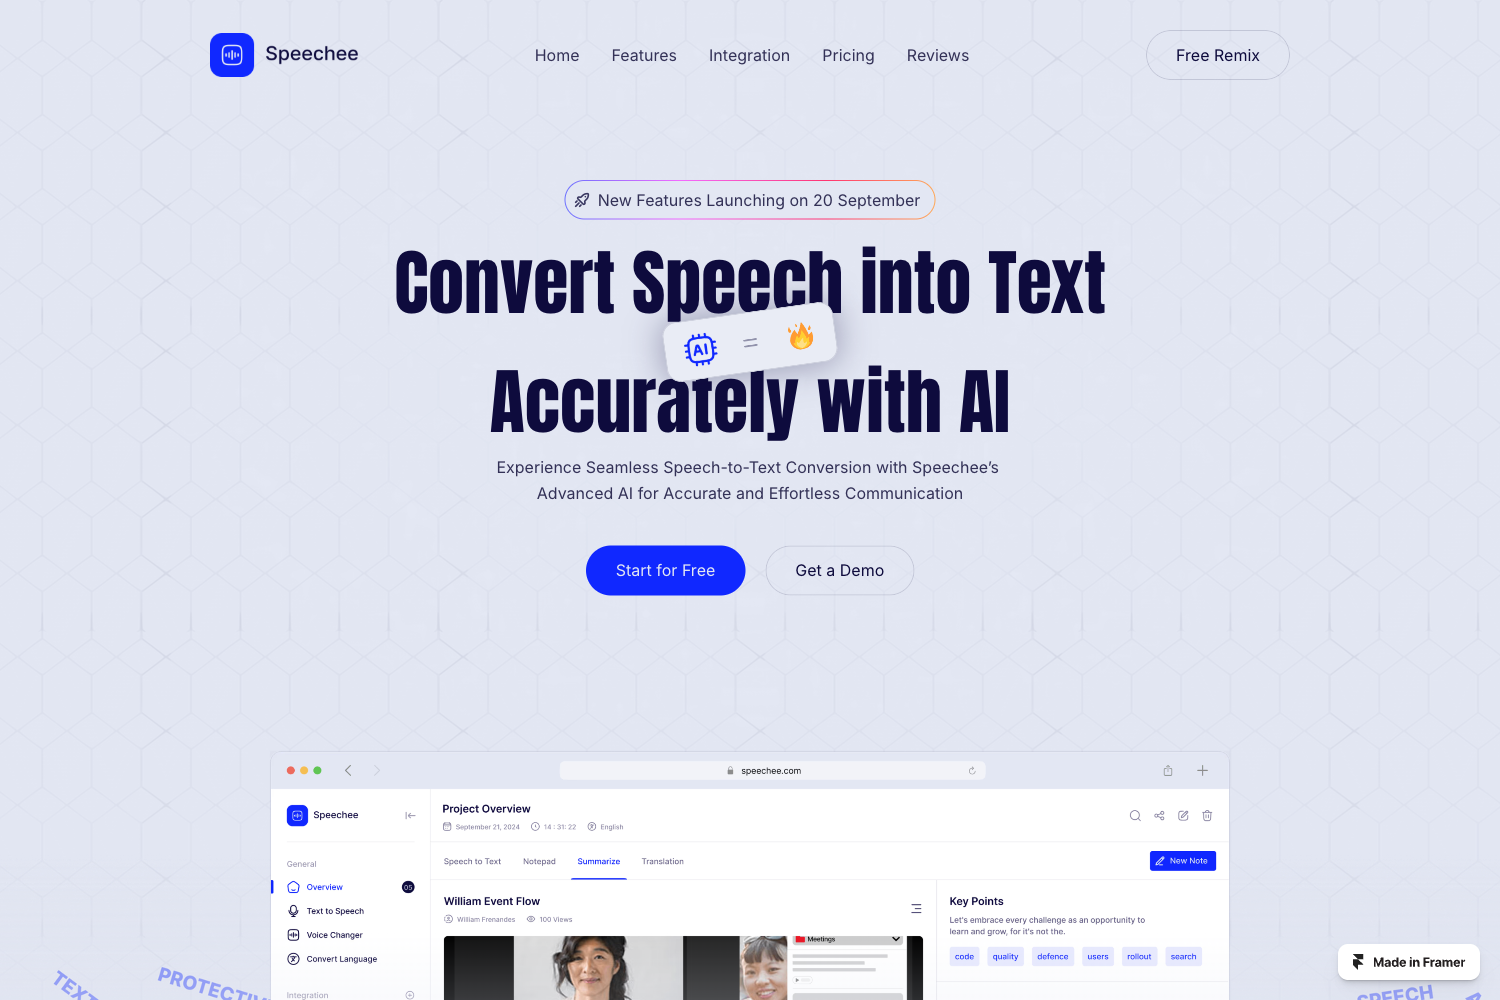 Speechee
Home Features Integration Pricing Reviews
Free Remix
New Features Launching on 20 September
Convert Speech into Text
AI =
Accurately with AI
Experience Seamless Speech-to-Text Conversion with Speechee’s
Advanced AI for Accurate and Effortless Communication
Start for Free
Get a Demo
speechee.com
Speechee
General
Overview 05
Text to Speech
Voice Changer
Convert Language
Integration
Project Overview
September 21, 2024 14 : 31: 22 English
Speech to Text Notepad Summarize Translation
New Note
William Event Flow
William Frenandes 100 Views
Meetings
Key Points
Let's embrace every challenge as an opportunity to
learn and grow, for it's not the.
code quality defence users rollout search
TEXT
SPEECH
Made in Framer